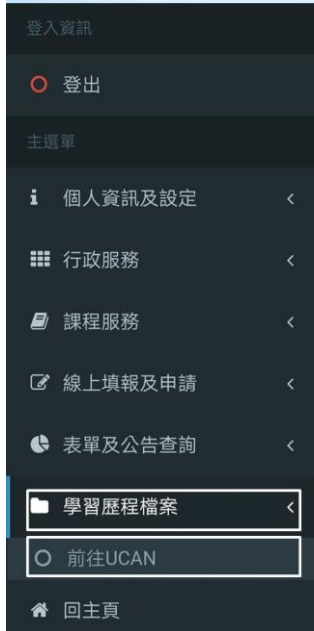 登入資訊
登出
主選單
個人資訊及設定
行政服務
課程服務
線上填報及申請
表單及公告查詢
學習歷程檔案
前往UCAN
回主頁